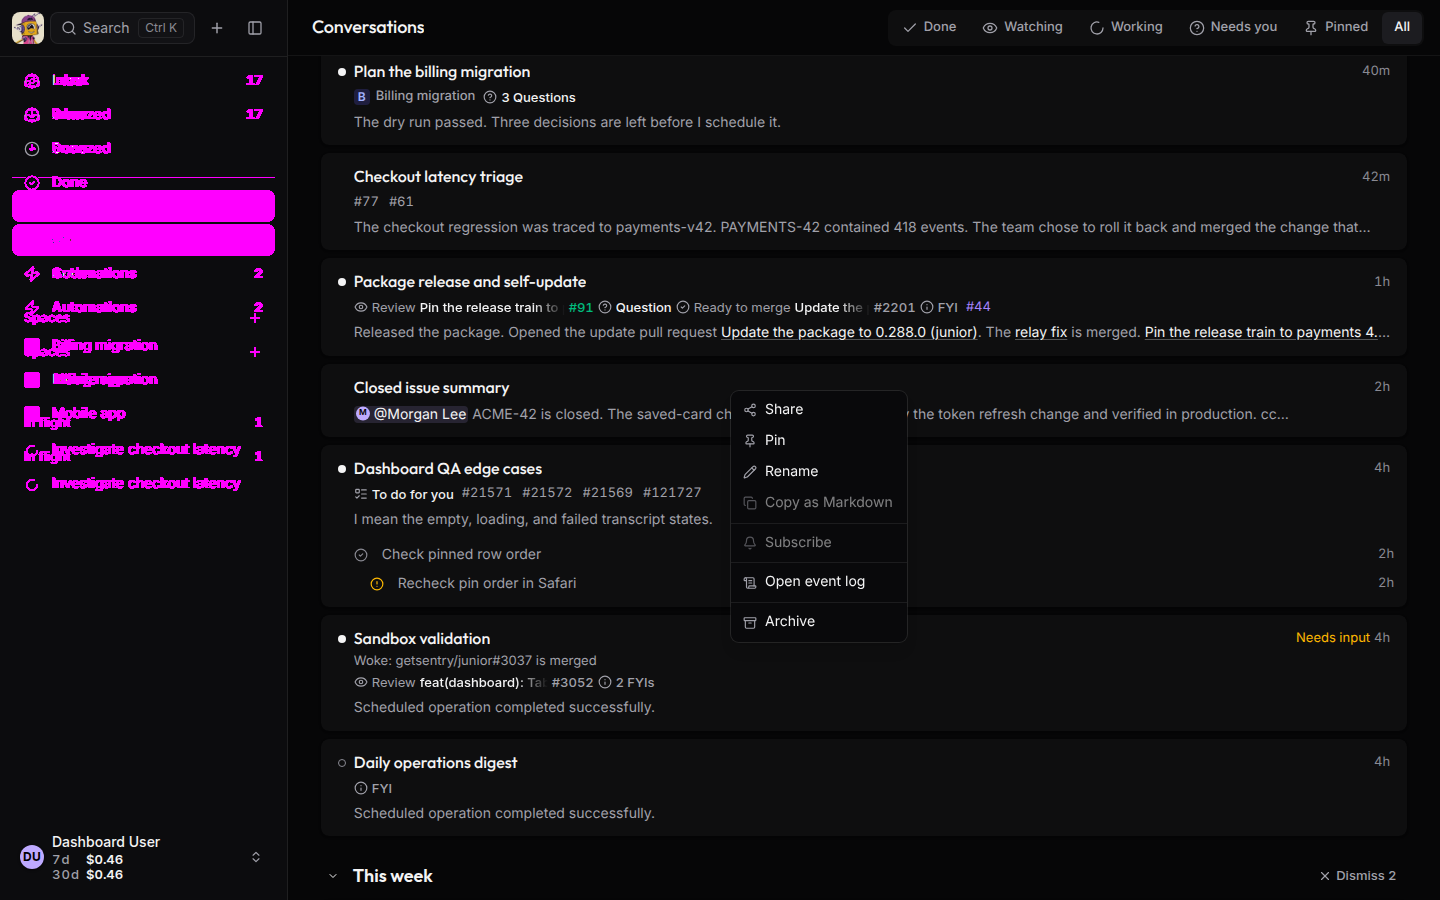 Search Ctrl K
17
17
Done
Automations 2
Automations 2
Spaces +
Billing migration
Spaces +
Mobile app
In flight 1
Investigate checkout latency
In flight 1
Investigate checkout latency
DU Dashboard User
7d $0.46
30d $0.46
Conversations
Done Watching Working Needs you Pinned All
Plan the billing migration 40m
B Billing migration 3 Questions
The dry run passed. Three decisions are left before I schedule it.
Checkout latency triage 42m
#77 #61
The checkout regression was traced to payments-v42. PAYMENTS-42 contained 418 events. The team chose to roll it back and merged the change that...
Package release and self-update 1h
Review Pin the release train to #91 Question Ready to merge Update the #2201 FYI #44
Released the package. Opened the update pull request Update the package to 0.288.0 (junior). The relay fix is merged. Pin the release train to payments 4....
Closed issue summary 2h
M @Morgan Lee ACME-42 is closed. The saved-card ch the token refresh change and verified in production. cc...
Share
Pin
Rename
Copy as Markdown
Subscribe
Open event log
Archive
Dashboard QA edge cases 4h
To do for you #21571 #21572 #21569 #121727
I mean the empty, loading, and failed transcript states.
Check pinned row order 2h
Recheck pin order in Safari 2h
Sandbox validation Needs input 4h
Woke: getsentry/junior#3037 is merged
Review feat(dashboard): Ta #3052 2 FYIs
Scheduled operation completed successfully.
Daily operations digest 4h
FYI
Scheduled operation completed successfully.
This week Dismiss 2